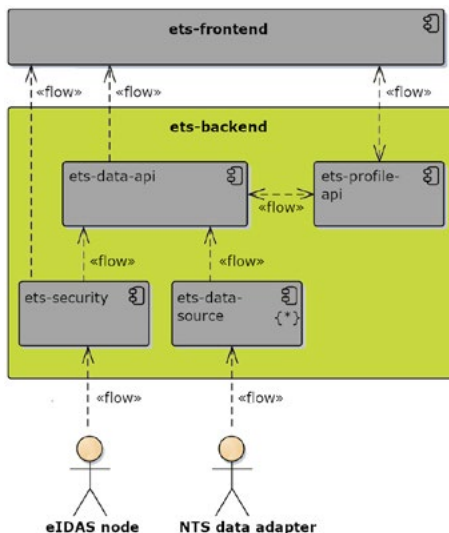 ets-frontend
«flow»
«flow»
«flow»
ets-backend
ets-data-api
ets-profile-
api
«flow»
«flow»
«flow»
ets-security
ets-data-
source
{*}
«flow»
«flow»
eIDAS node
NTS data adapter